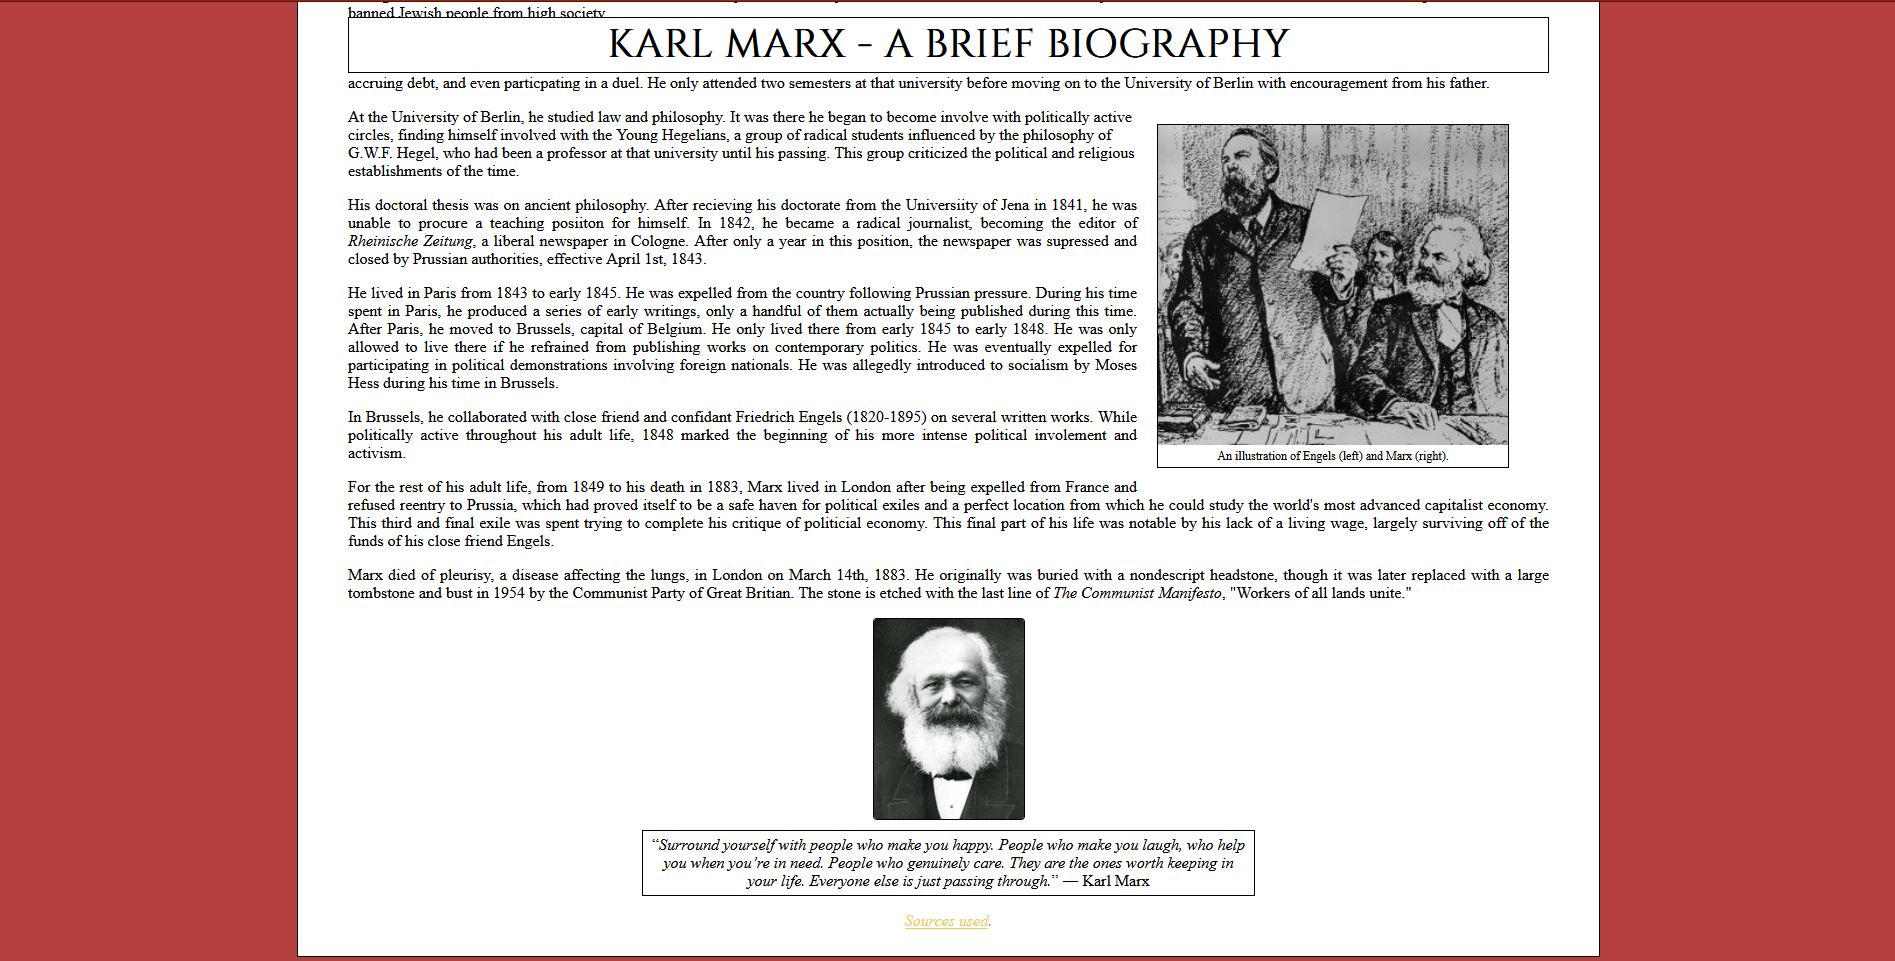 banned Jewish people from high society.
KARL MARX - A BRIEF BIOGRAPHY
accruing debt, and even particpating in a duel. He only attended two semesters at that university before moving on to the University of Berlin with encouragement from his father.
At the University of Berlin, he studied law and philosophy. It was there he began to become involve with politically active
circles, finding himself involved with the Young Hegelians, a group of radical students influenced by the philosophy of
G.W.F. Hegel, who had been a professor at that university until his passing. This group criticized the political and religious
establishments of the time.
His doctoral thesis was on ancient philosophy. After recieving his doctorate from the Universiity of Jena in 1841, he was
unable to procure a teaching posiiton for himself. In 1842, he became a radical journalist, becoming the editor of
Rheinische Zeitung, a liberal newspaper in Cologne. After only a year in this position, the newspaper was supressed and
closed by Prussian authorities, effective April 1st, 1843.
He lived in Paris from 1843 to early 1845. He was expelled from the country following Prussian pressure. During his time
spent in Paris, he produced a series of early writings, only a handful of them actually being published during this time.
After Paris, he moved to Brussels, capital of Belgium. He only lived there from early 1845 to early 1848. He was only
allowed to live there if he refrained from publishing works on contemporary politics. He was eventually expelled for
participating in political demonstrations involving foreign nationals. He was allegedly introduced to socialism by Moses
Hess during his time in Brussels.
In Brussels, he collaborated with close friend and confidant Friedrich Engels (1820-1895) on several written works. While
politically active throughout his adult life, 1848 marked the beginning of his more intense political involement and
activism.
An illustration of Engels (left) and Marx (right).
For the rest of his adult life, from 1849 to his death in 1883, Marx lived in London after being expelled from France and
refused reentry to Prussia, which had proved itself to be a safe haven for political exiles and a perfect location from which he could study the world's most advanced capitalist economy.
This third and final exile was spent trying to complete his critique of politicial economy. This final part of his life was notable by his lack of a living wage, largely surviving off of the
funds of his close friend Engels.
Marx died of pleurisy, a disease affecting the lungs, in London on March 14th, 1883. He originally was buried with a nondescript headstone, though it was later replaced with a large
tombstone and bust in 1954 by the Communist Party of Great Britian. The stone is etched with the last line of The Communist Manifesto, "Workers of all lands unite."
“Surround yourself with people who make you happy. People who make you laugh, who help
you when you’re in need. People who genuinely care. They are the ones worth keeping in
your life. Everyone else is just passing through.” — Karl Marx
Sources used.